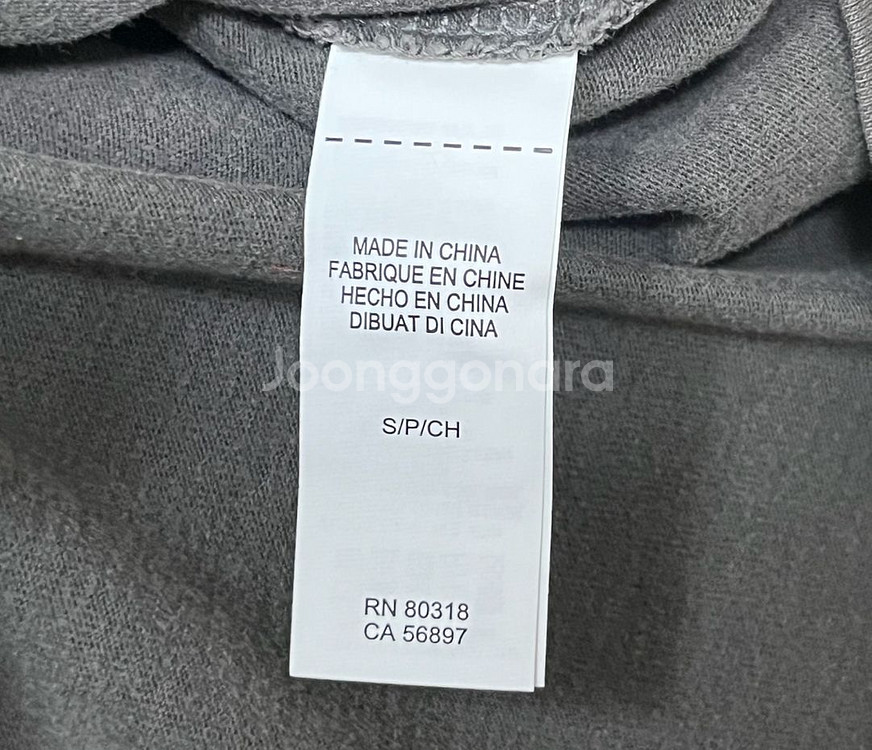 MADE IN CHINA
FABRIQUE EN CHINE
HECHO EN CHINA
DIBUAT DI CINA
Joonggonara
S/P/CH
RN 80318
CA 56897